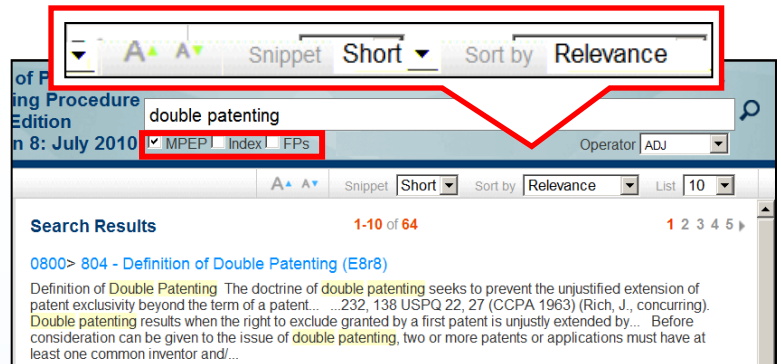 A A Snippet Short Sort by Relevance
of P
ing Procedure
Edition
n 8: July 2010
double patenting
MPEP Index FPs
Operator ADJ
A A Snippet Short Sort by Relevance List 10
Search Results 1-10 of 64 1 2 3 4 5
0800> 804 - Definition of Double Patenting (E8r8)
Definition of Double Patenting The doctrine of double patenting seeks to prevent the unjustified extension of
patent exclusivity beyond the term of a patent... ...232, 138 USPQ 22, 27 (CCPA 1963) (Rich, J., concurring).
Double patenting results when the right to exclude granted by a first patent is unjustly extended by... Before
consideration can be given to the issue of double patenting, two or more patents or applications must have at
least one common inventor and/...